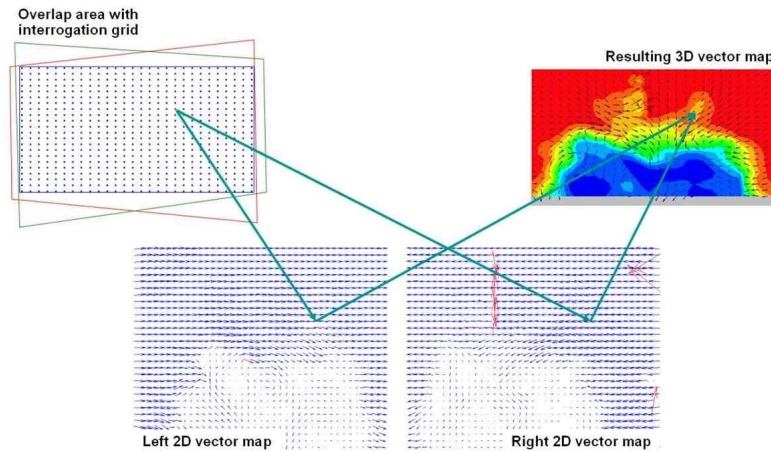 Overlap area with
interrogation grid
Resulting 3D vector map
Left 2D vector map
Right 2D vector map